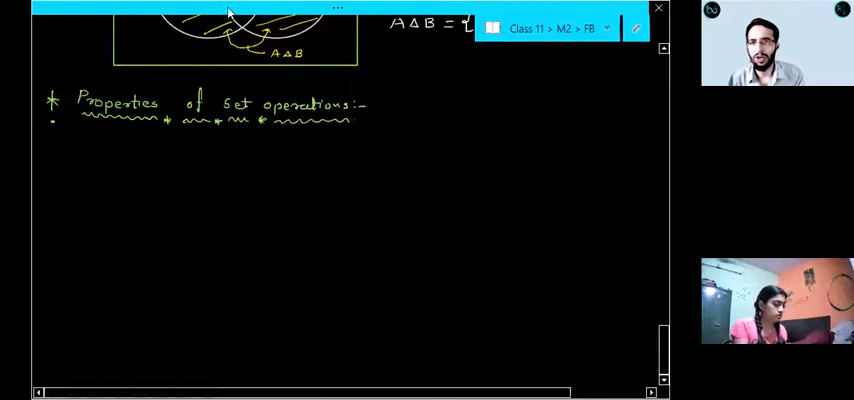 A Δ B = {
Class 11 > M2 > FB
A Δ B
* Properties of Set operations:-